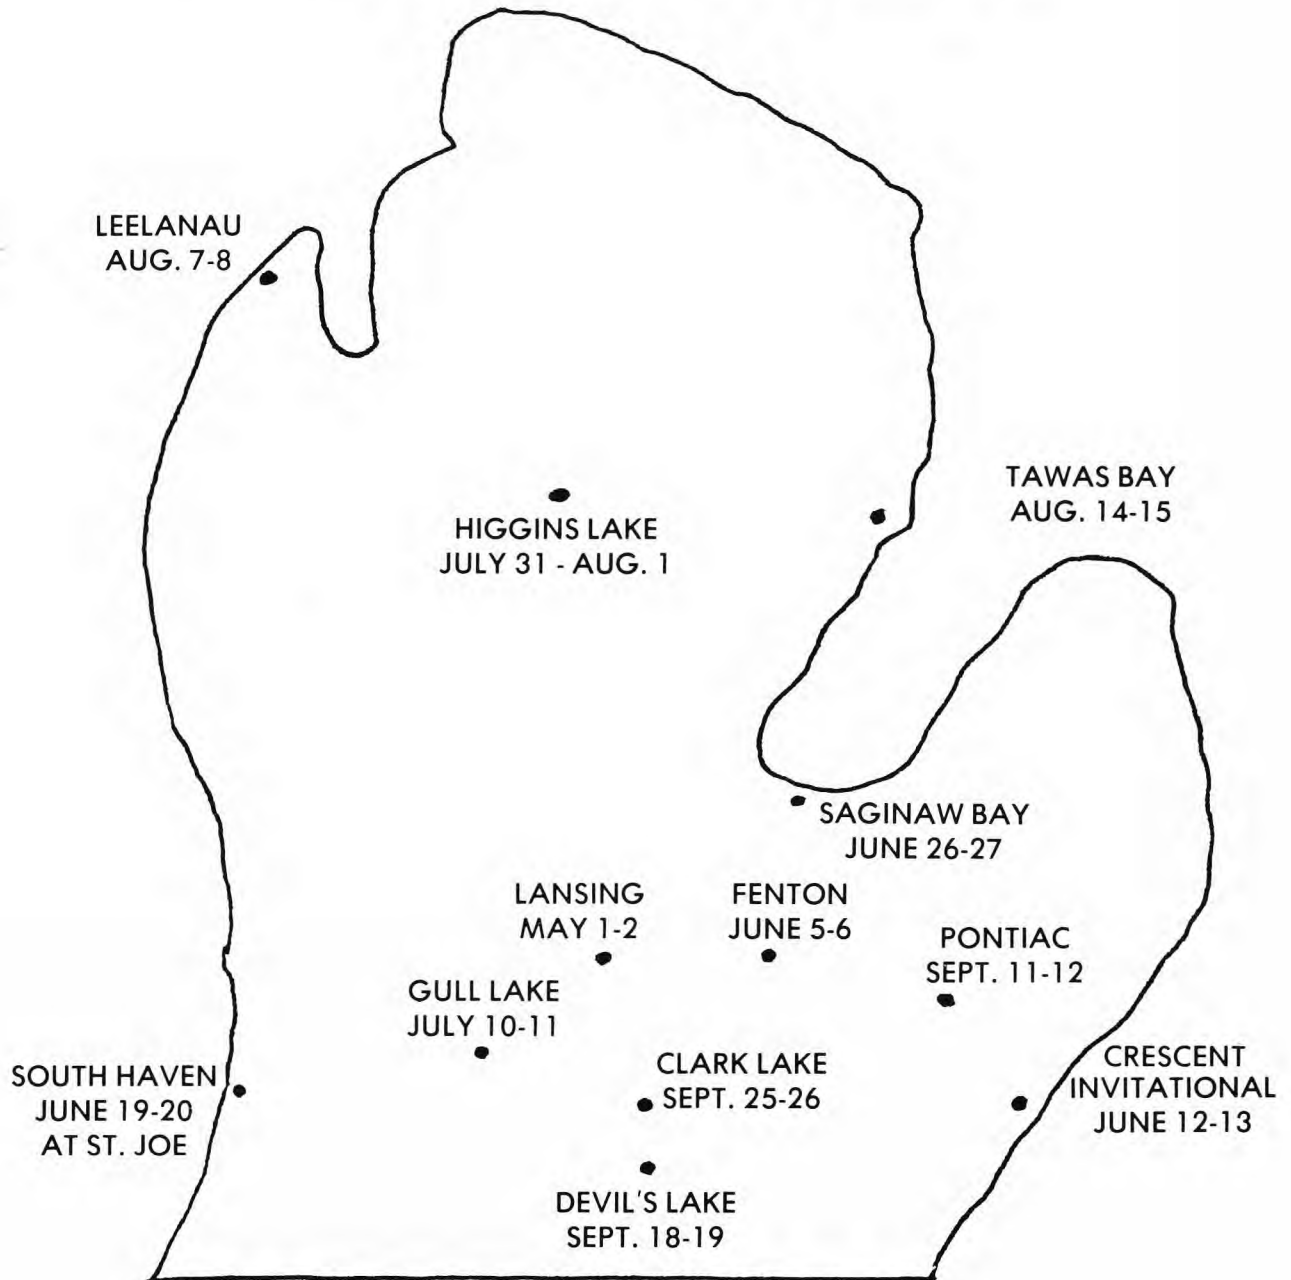 LEELANAU
AUG. 7-8
TAWAS BAY
AUG. 14-15
HIGGINS LAKE
JULY 31 - AUG. 1
SAGINAW BAY
JUNE 26-27
LANSING
MAY 1-2
FENTON
JUNE 5-6
PONTIAC
SEPT. 11-12
GULL LAKE
JULY 10-11
CLARK LAKE
SEPT. 25-26
CRESCENT
INVITATIONAL
JUNE 12-13
SOUTH HAVEN
JUNE 19-20
AT ST. JOE
DEVIL'S LAKE
SEPT. 18-19